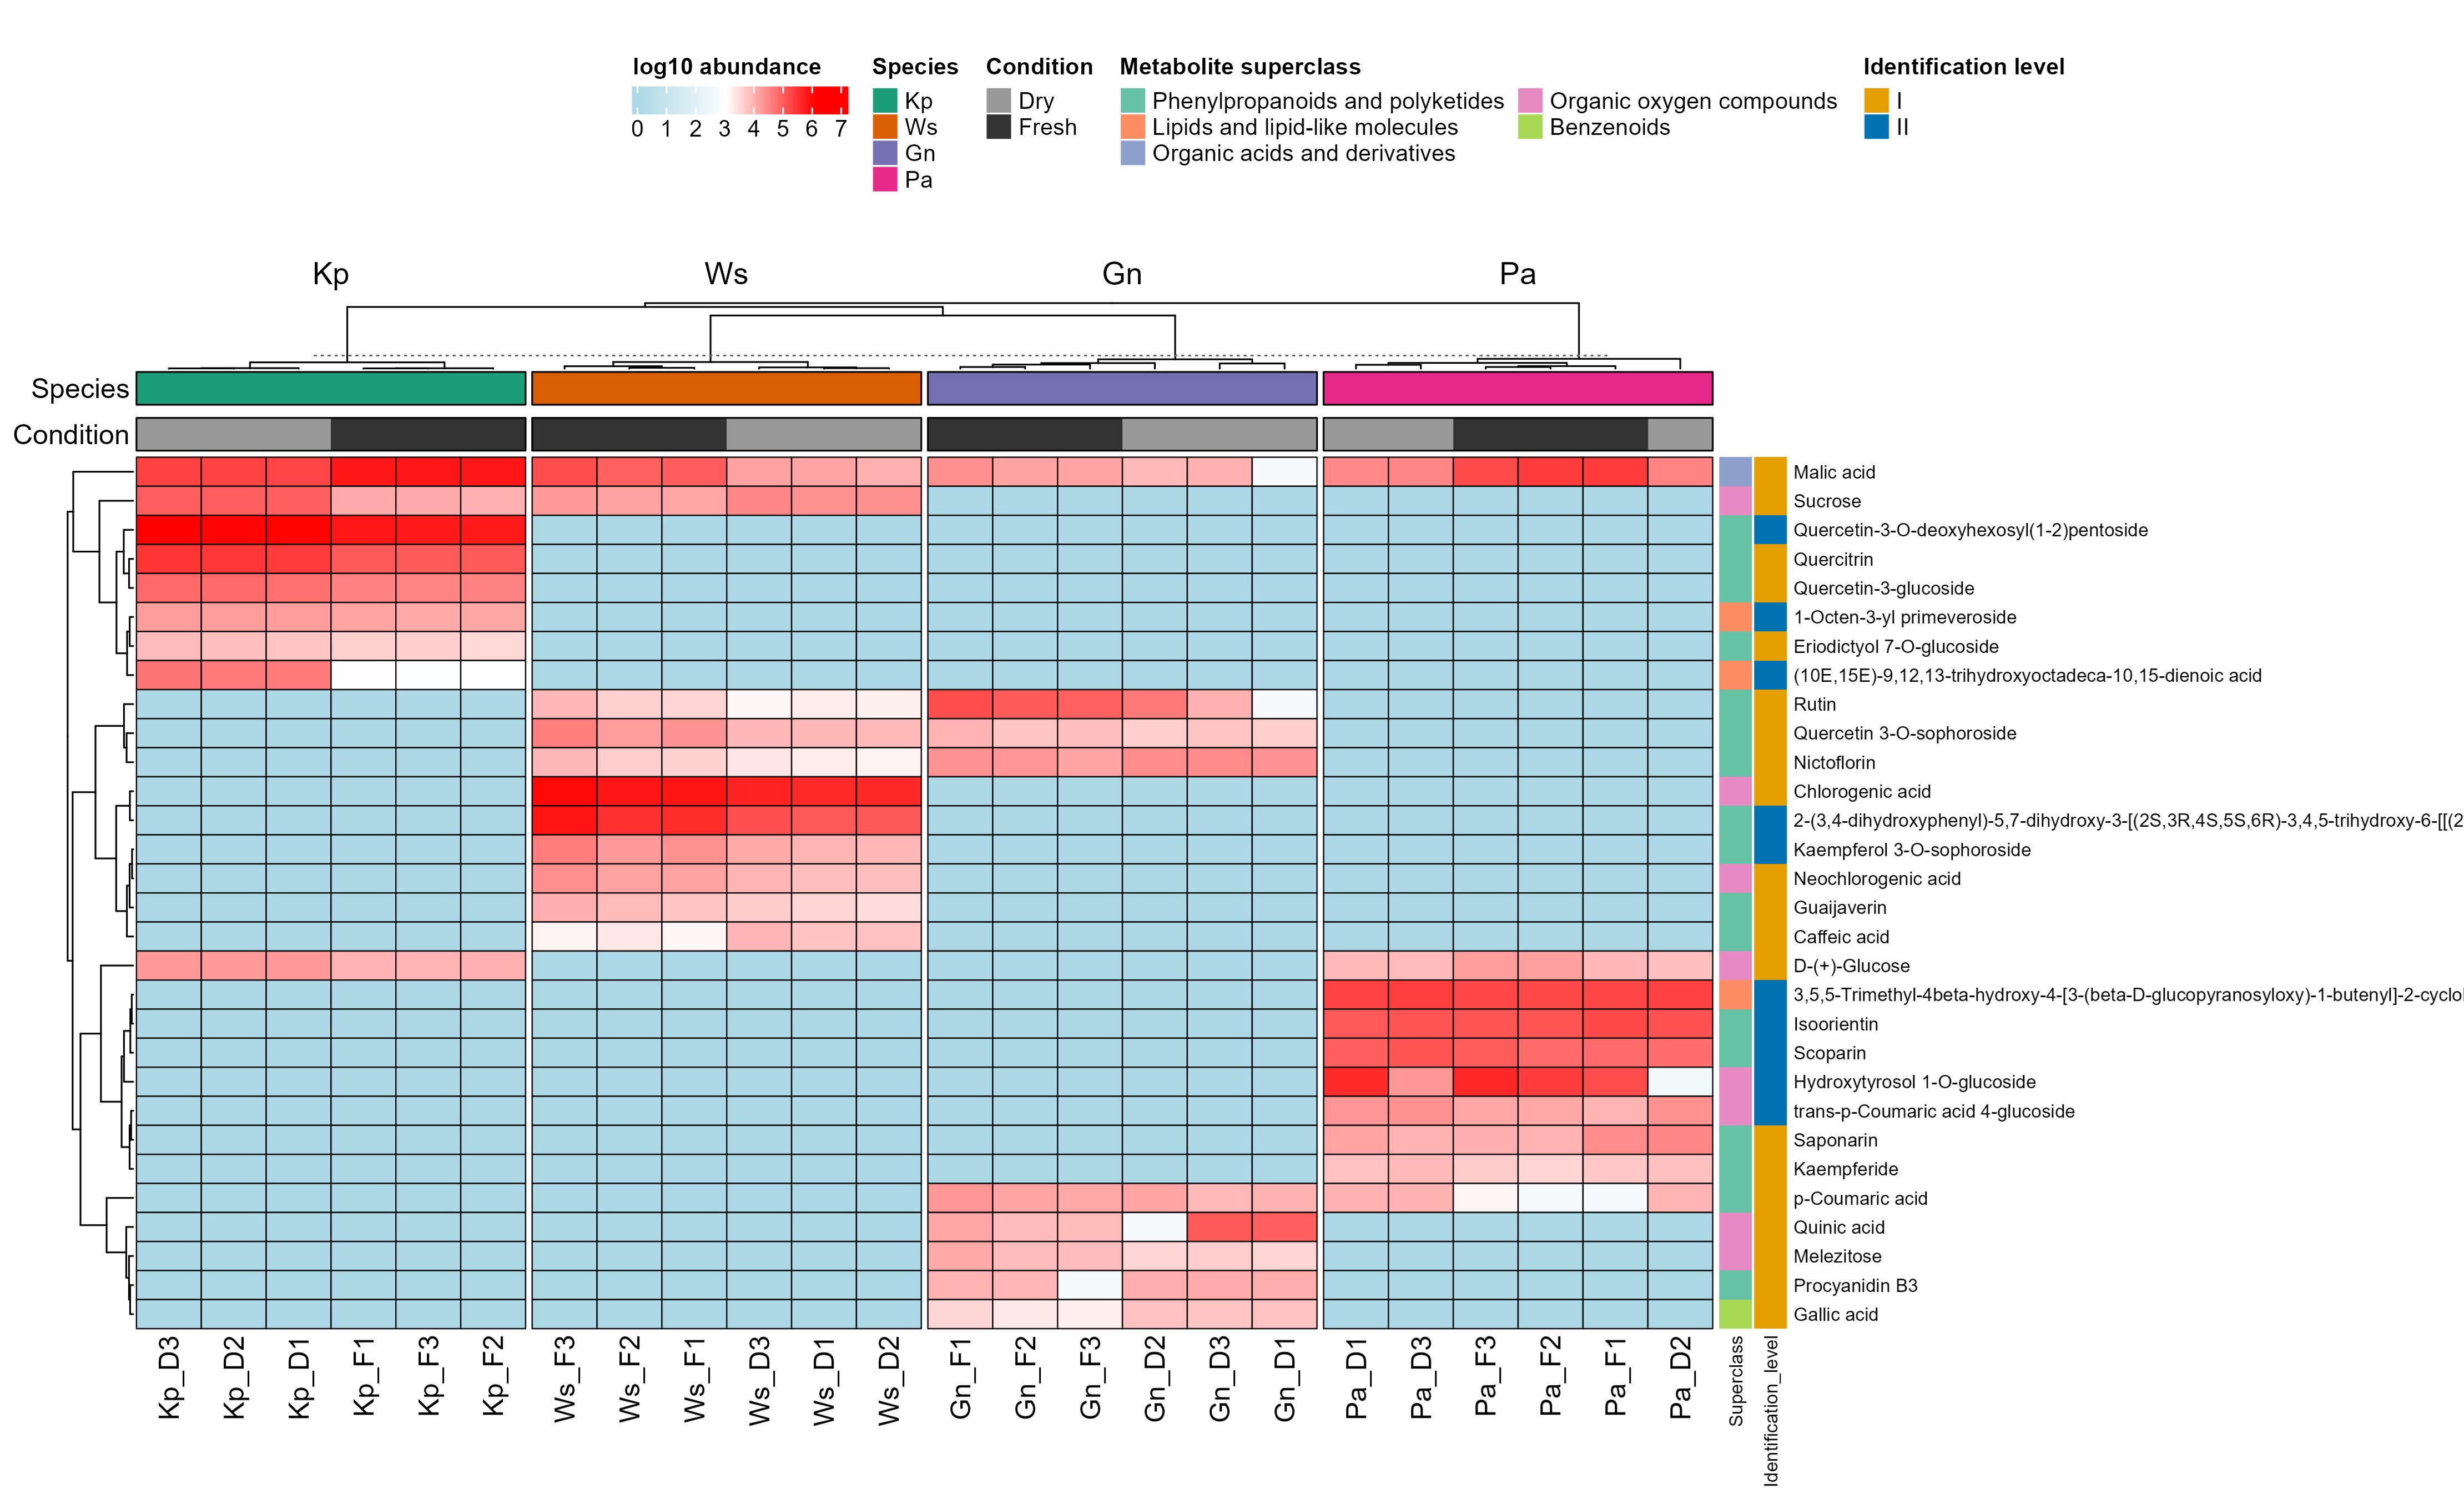 log10 abundance
0 1 2 3 4 5 6 7
Species
Kp
Ws
Gn
Pa
Condition
Dry
Fresh
Metabolite superclass
Phenylpropanoids and polyketides
Lipids and lipid-like molecules
Organic acids and derivatives
Organic oxygen compounds
Benzenoids
Identification level
I
II
Kp Ws Gn Pa
Species
Condition
Malic acid
Sucrose
Quercetin-3-O-deoxyhexosyl(1-2)pentoside
Quercitrin
Quercetin-3-glucoside
1-Octen-3-yl primeveroside
Eriodictyol 7-O-glucoside
(10E,15E)-9,12,13-trihydroxyoctadeca-10,15-dienoic acid
Rutin
Quercetin 3-O-sophoroside
Nictoflorin
Chlorogenic acid
2-(3,4-dihydroxyphenyl)-5,7-dihydroxy-3-[(2S,3R,4S,5S,6R)-3,4,5-trihydroxy-6-[[(2
Kaempferol 3-O-sophoroside
Neochlorogenic acid
Guaijaverin
Caffeic acid
D-(+)-Glucose
3,5,5-Trimethyl-4beta-hydroxy-4-[3-(beta-D-glucopyranosyloxy)-1-butenyl]-2-cyclo
Isoorientin
Scoparin
Hydroxytyrosol 1-O-glucoside
trans-p-Coumaric acid 4-glucoside
Saponarin
Kaempferide
p-Coumaric acid
Quinic acid
Melezitose
Procyanidin B3
Gallic acid
Kp_D3
Kp_D2
Kp_D1
Kp_F1
Kp_F3
Kp_F2
Ws_F3
Ws_F2
Ws_F1
Ws_D3
Ws_D1
Ws_D2
Gn_F1
Gn_F2
Gn_F3
Gn_D2
Gn_D3
Gn_D1
Pa_D1
Pa_D3
Pa_F3
Pa_F2
Pa_F1
Pa_D2
Superclass
Identification_level